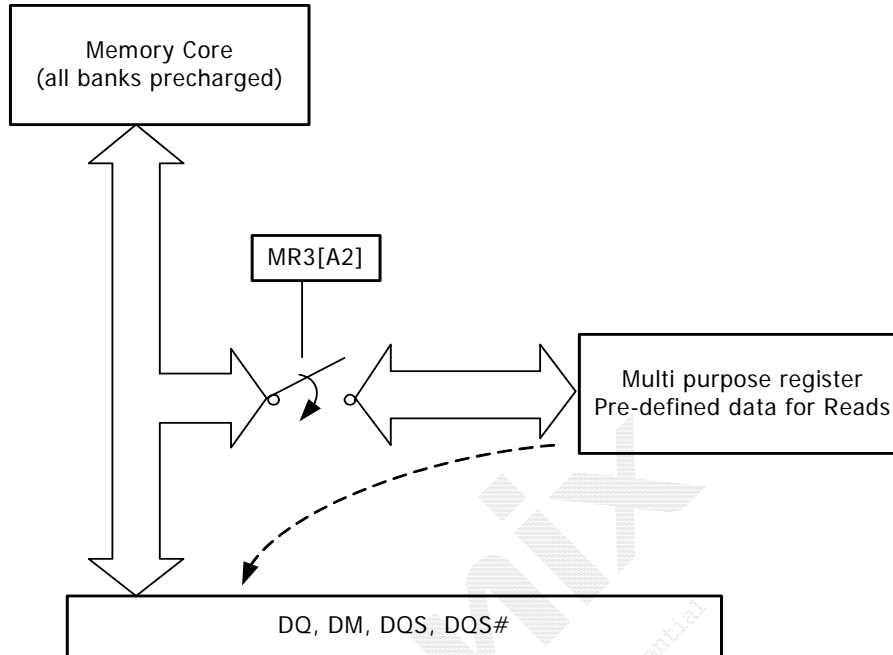 Memory Core
(all banks precharged)
MR3[A2]
Multi purpose register
Pre-defined data for Reads
DQ, DM, DQS, DQS#